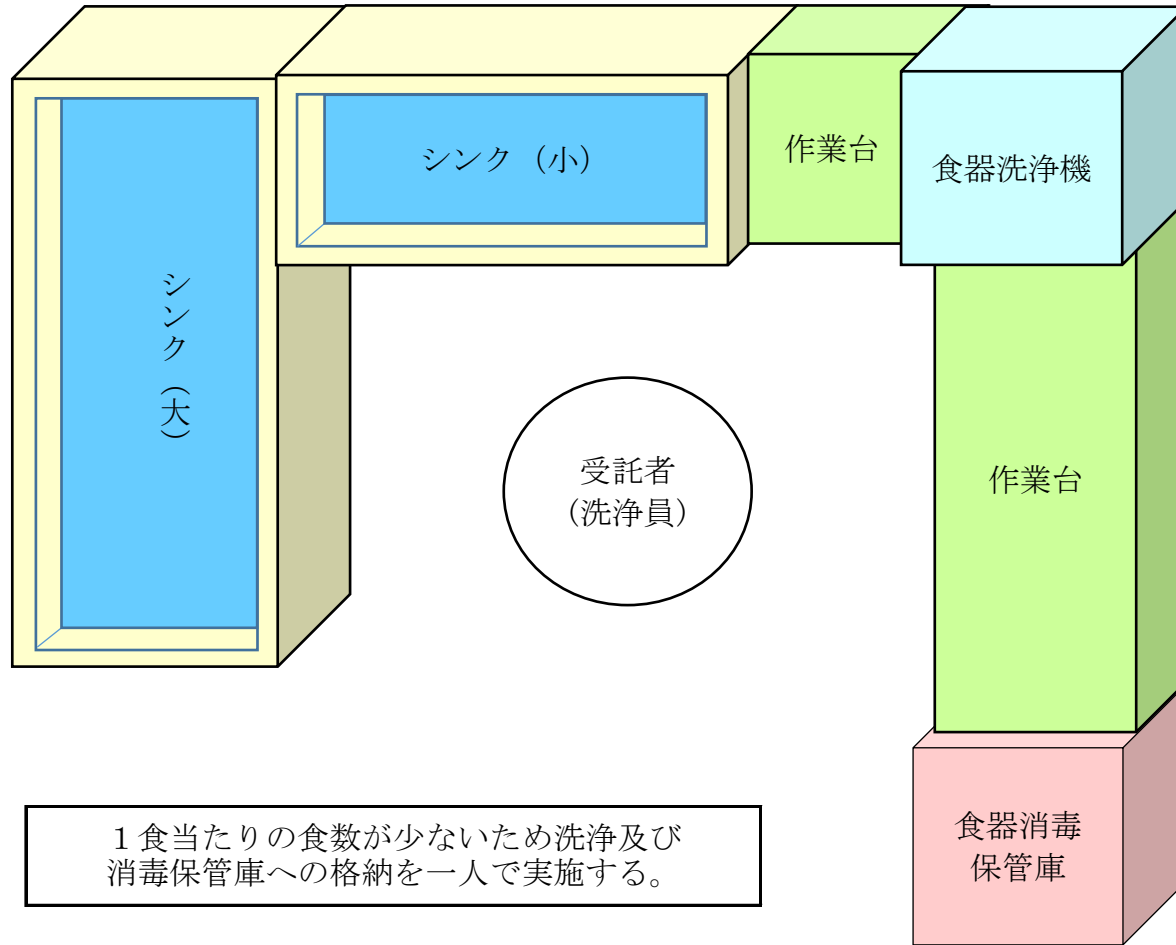 シンク（小）
作業台
食器洗浄機
シンク（大）
受託者
（洗浄員）
作業台
１食当たりの食数が少ないため洗浄及び
消毒保管庫への格納を一人で実施する。
食器消毒
保管庫